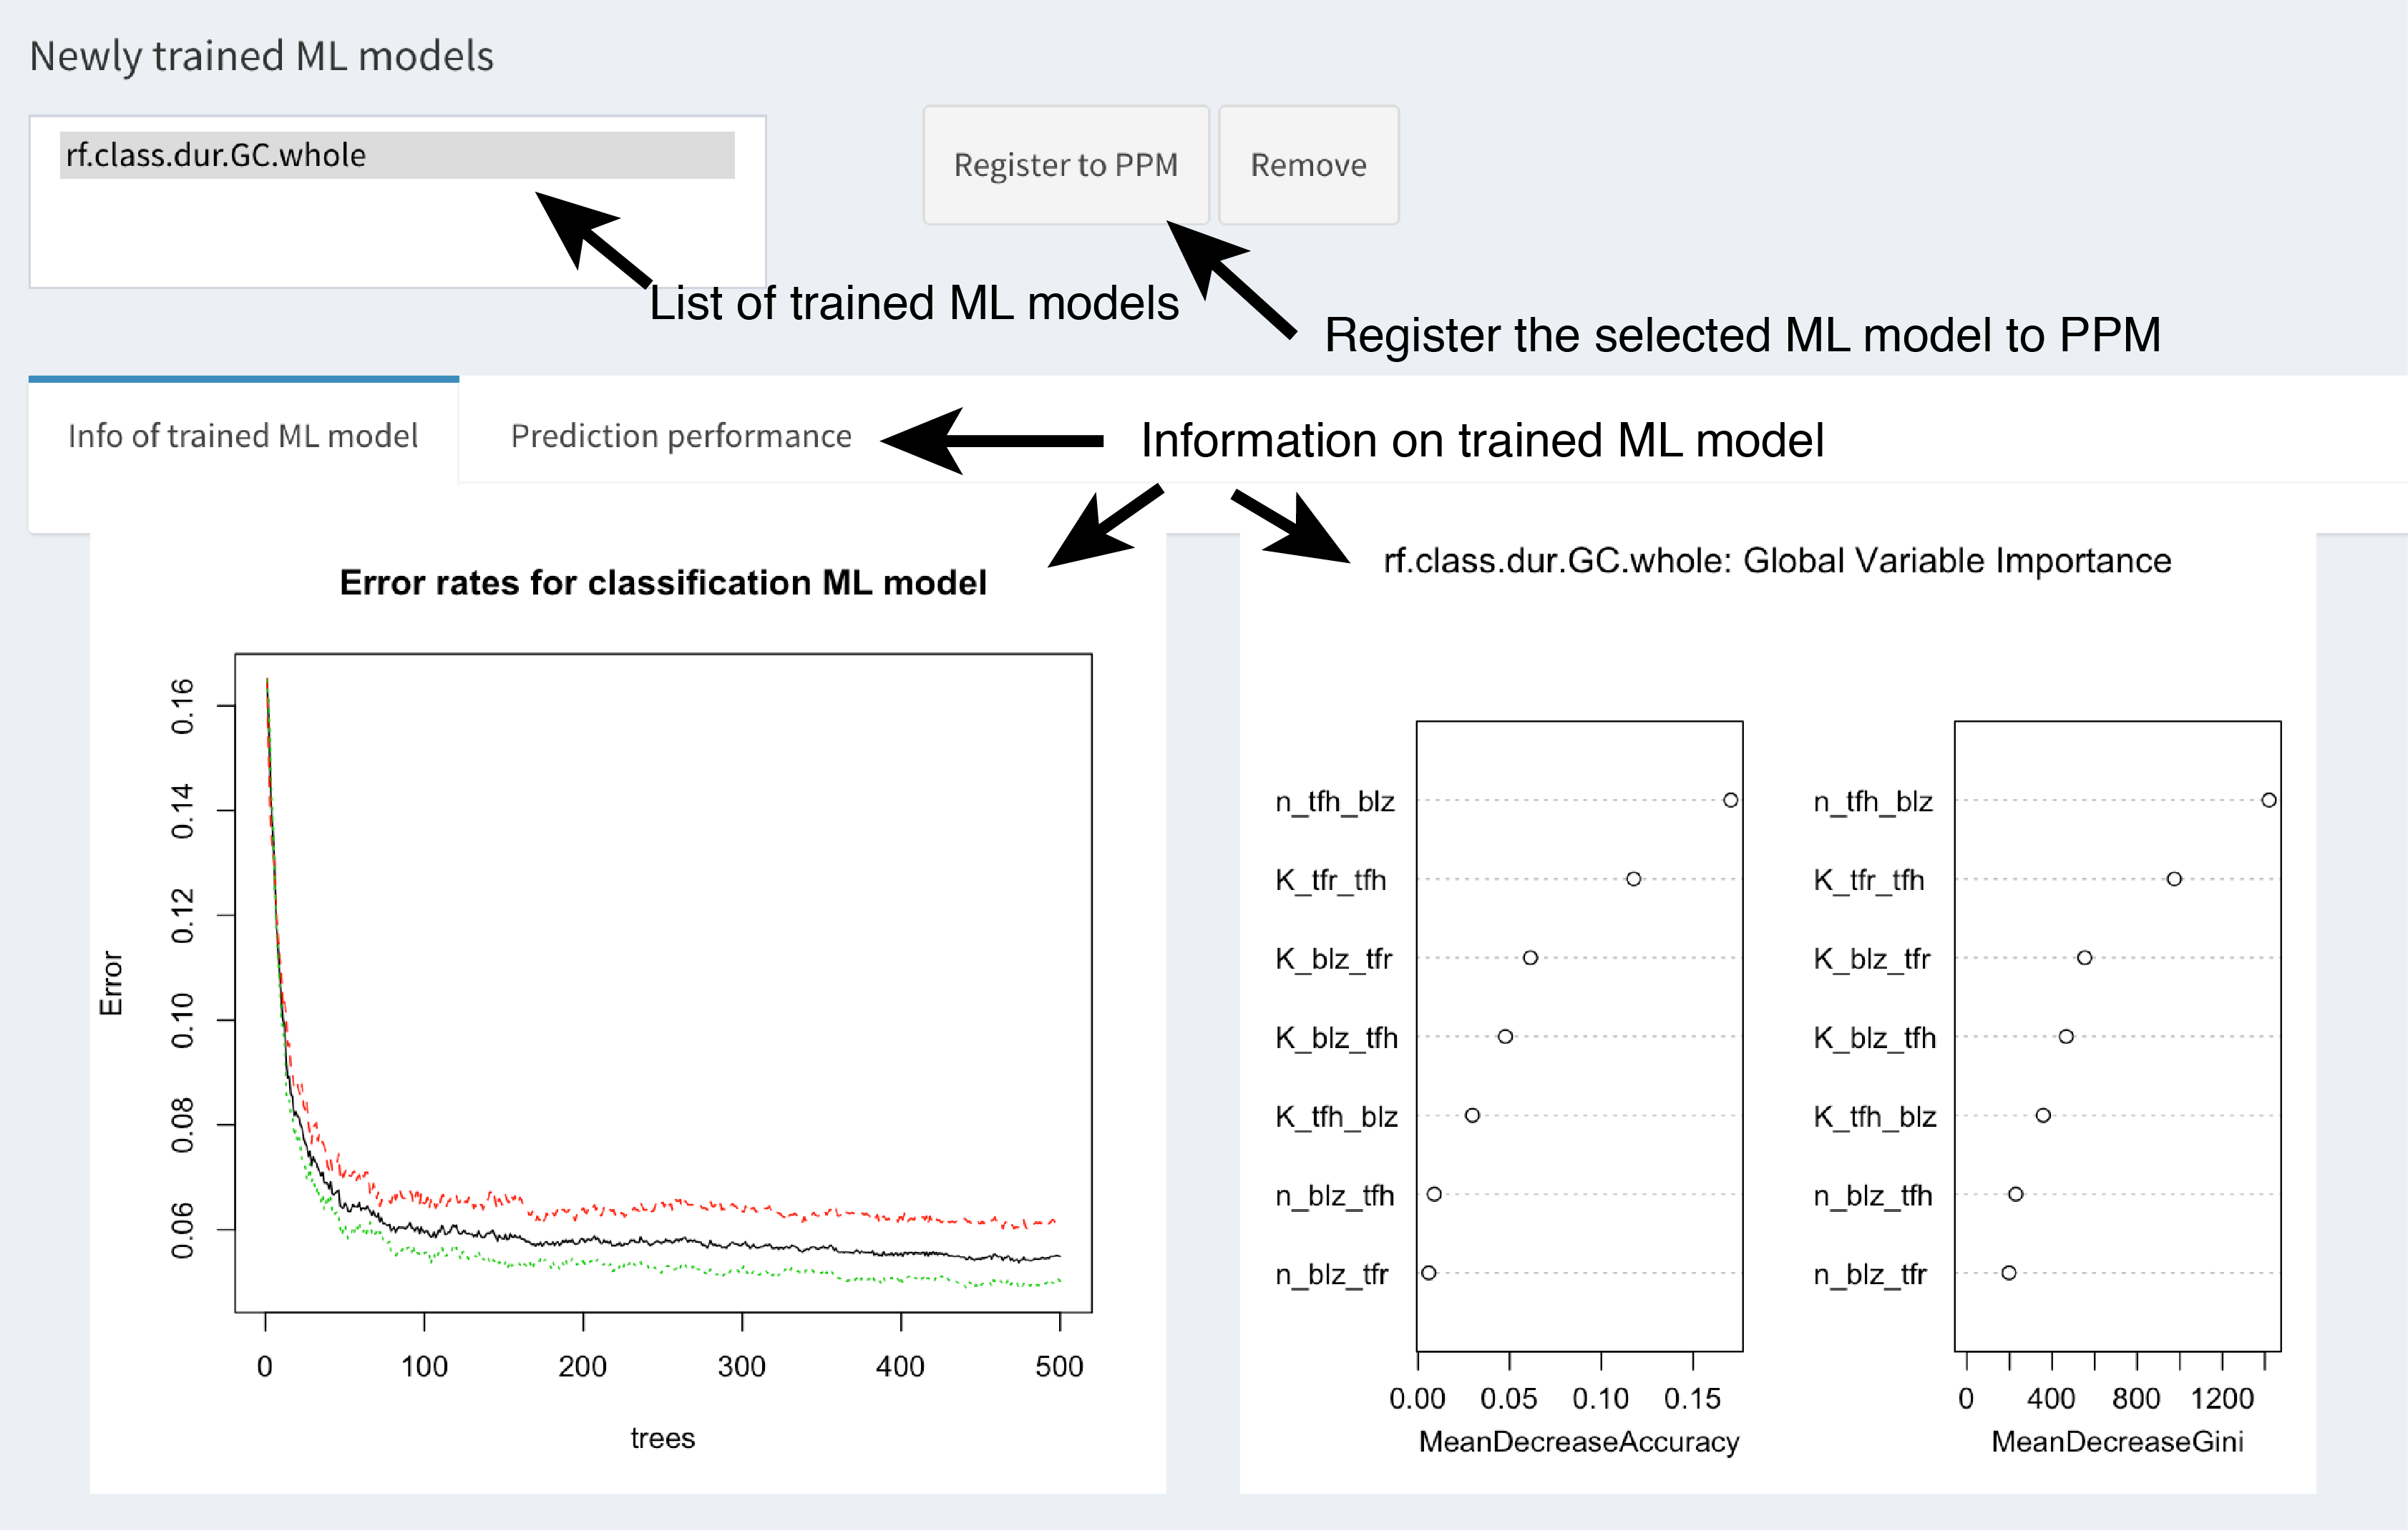 Newly trained ML models
rf.class.dur.GC.whole
Register to PPM
Remove
List of trained ML models
Register the selected ML model to PPM
Info of trained ML model
Prediction performance
Information on trained ML model
Error rates for classification ML model
0.16
0.14
0.12
0.10
0.08
0.06
Error
0 100 200 300 400 500
trees
rf.class.dur.GC.whole: Global Variable Importance
n_tfh_blz
K_tfr_tfh
K_blz_tfr
K_blz_tfh
K_tfh_blz
n_blz_tfh
n_blz_tfr
0.00 0.05 0.10 0.15
MeanDecreaseAccuracy
n_tfh_blz
K_tfr_tfh
K_blz_tfr
K_blz_tfh
K_tfh_blz
n_blz_tfh
n_blz_tfr
0 400 800 1200
MeanDecreaseGini